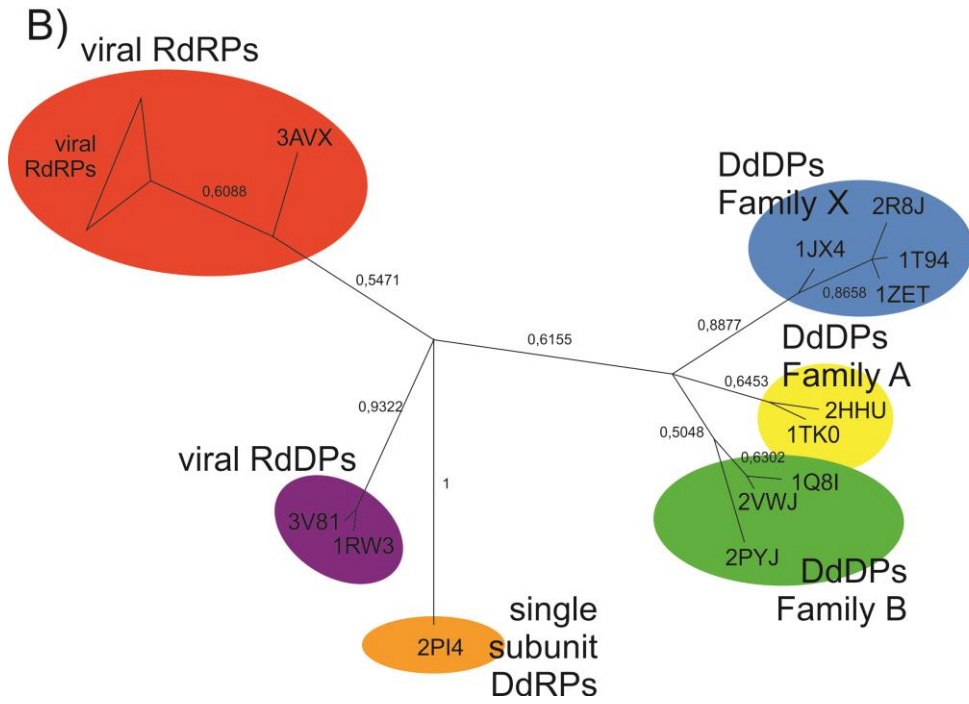 B)
viral RdRPs
viral
RdRPs
3AVX
0,6088
0,5471
DdDPs
Family X
2R8J
1JX4
1T94
0,8658
1ZET
0,8877
0,6155
DdDPs
Family A
0,6453
2HHU
1TK0
0,9322
0,5048
0,6302
1Q8I
2VWJ
2PYJ
DdDPs
Family B
viral RdDPs
3V81
1RW3
1
single
subunit
DdRPs
2PI4